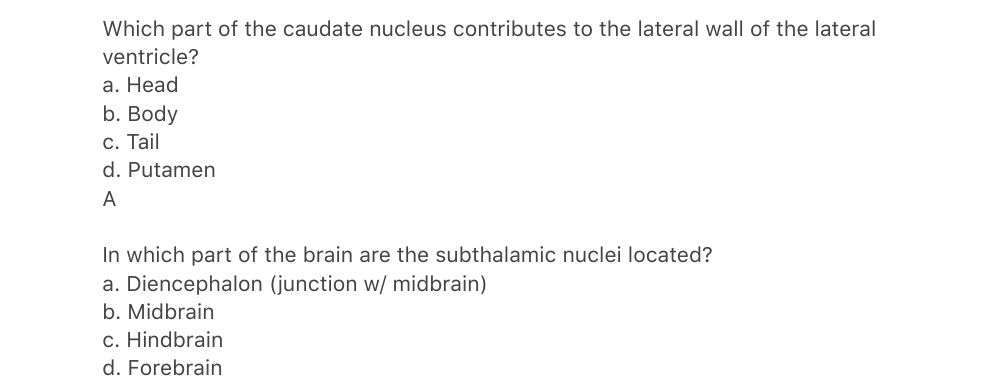 Which part of the caudate nucleus contributes to the lateral wall of the lateral
ventricle?
a. Head
b. Body
c. Tail
d. Putamen
A
In which part of the brain are the subthalamic nuclei located?
a. Diencephalon (junction w/ midbrain)
b. Midbrain
c. Hindbrain
d. Forebrain